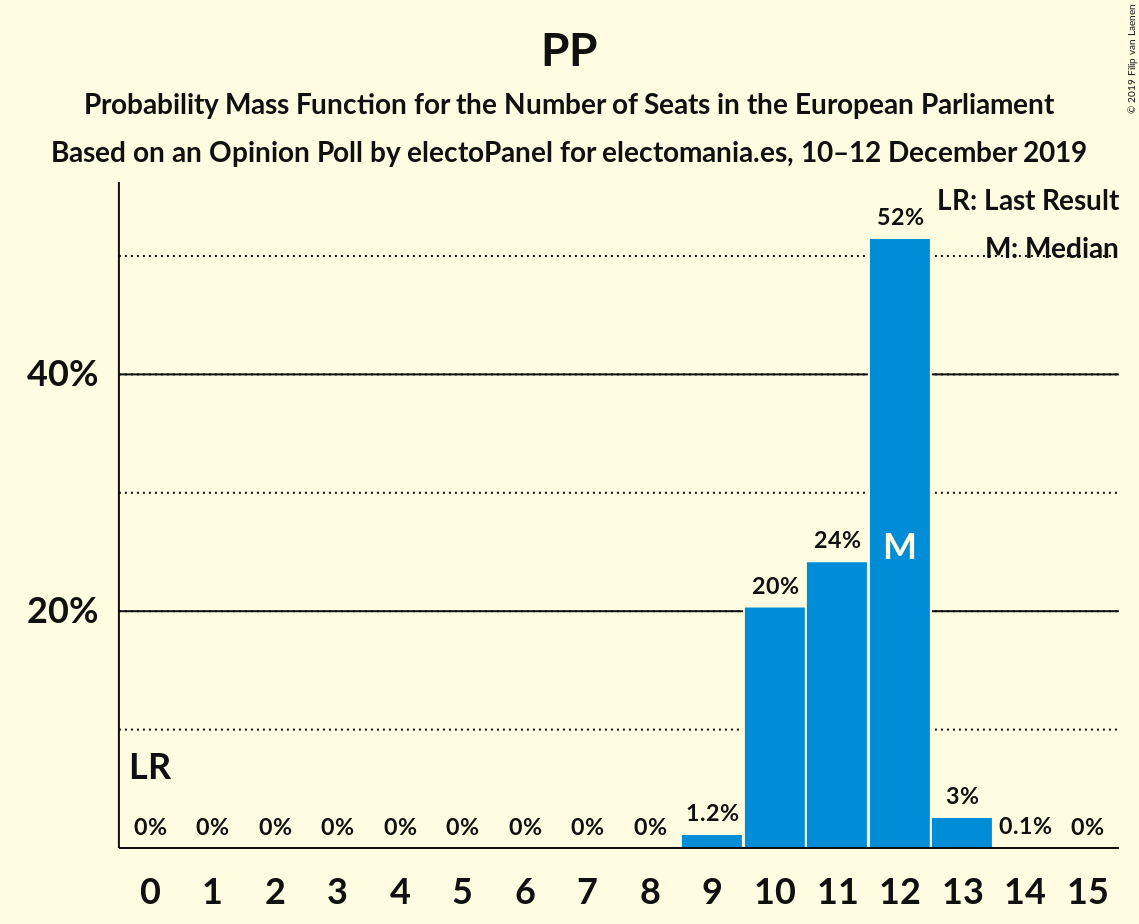 PP
Probability Mass Function for the Number of Seats in the European Parliament
Based on an Opinion Poll by electoPanel for electomania.es, 10–12 December 2019
© 2019 Filip van Laenen
LR: Last Result
M: Median
52%
40%
24%
M
20%
20%
LR
0% 0% 0% 0% 0% 0% 0% 0% 0% 1.2% 3% 0.1% 0%
0 1 2 3 4 5 6 7 8 9 10 11 12 13 14 15